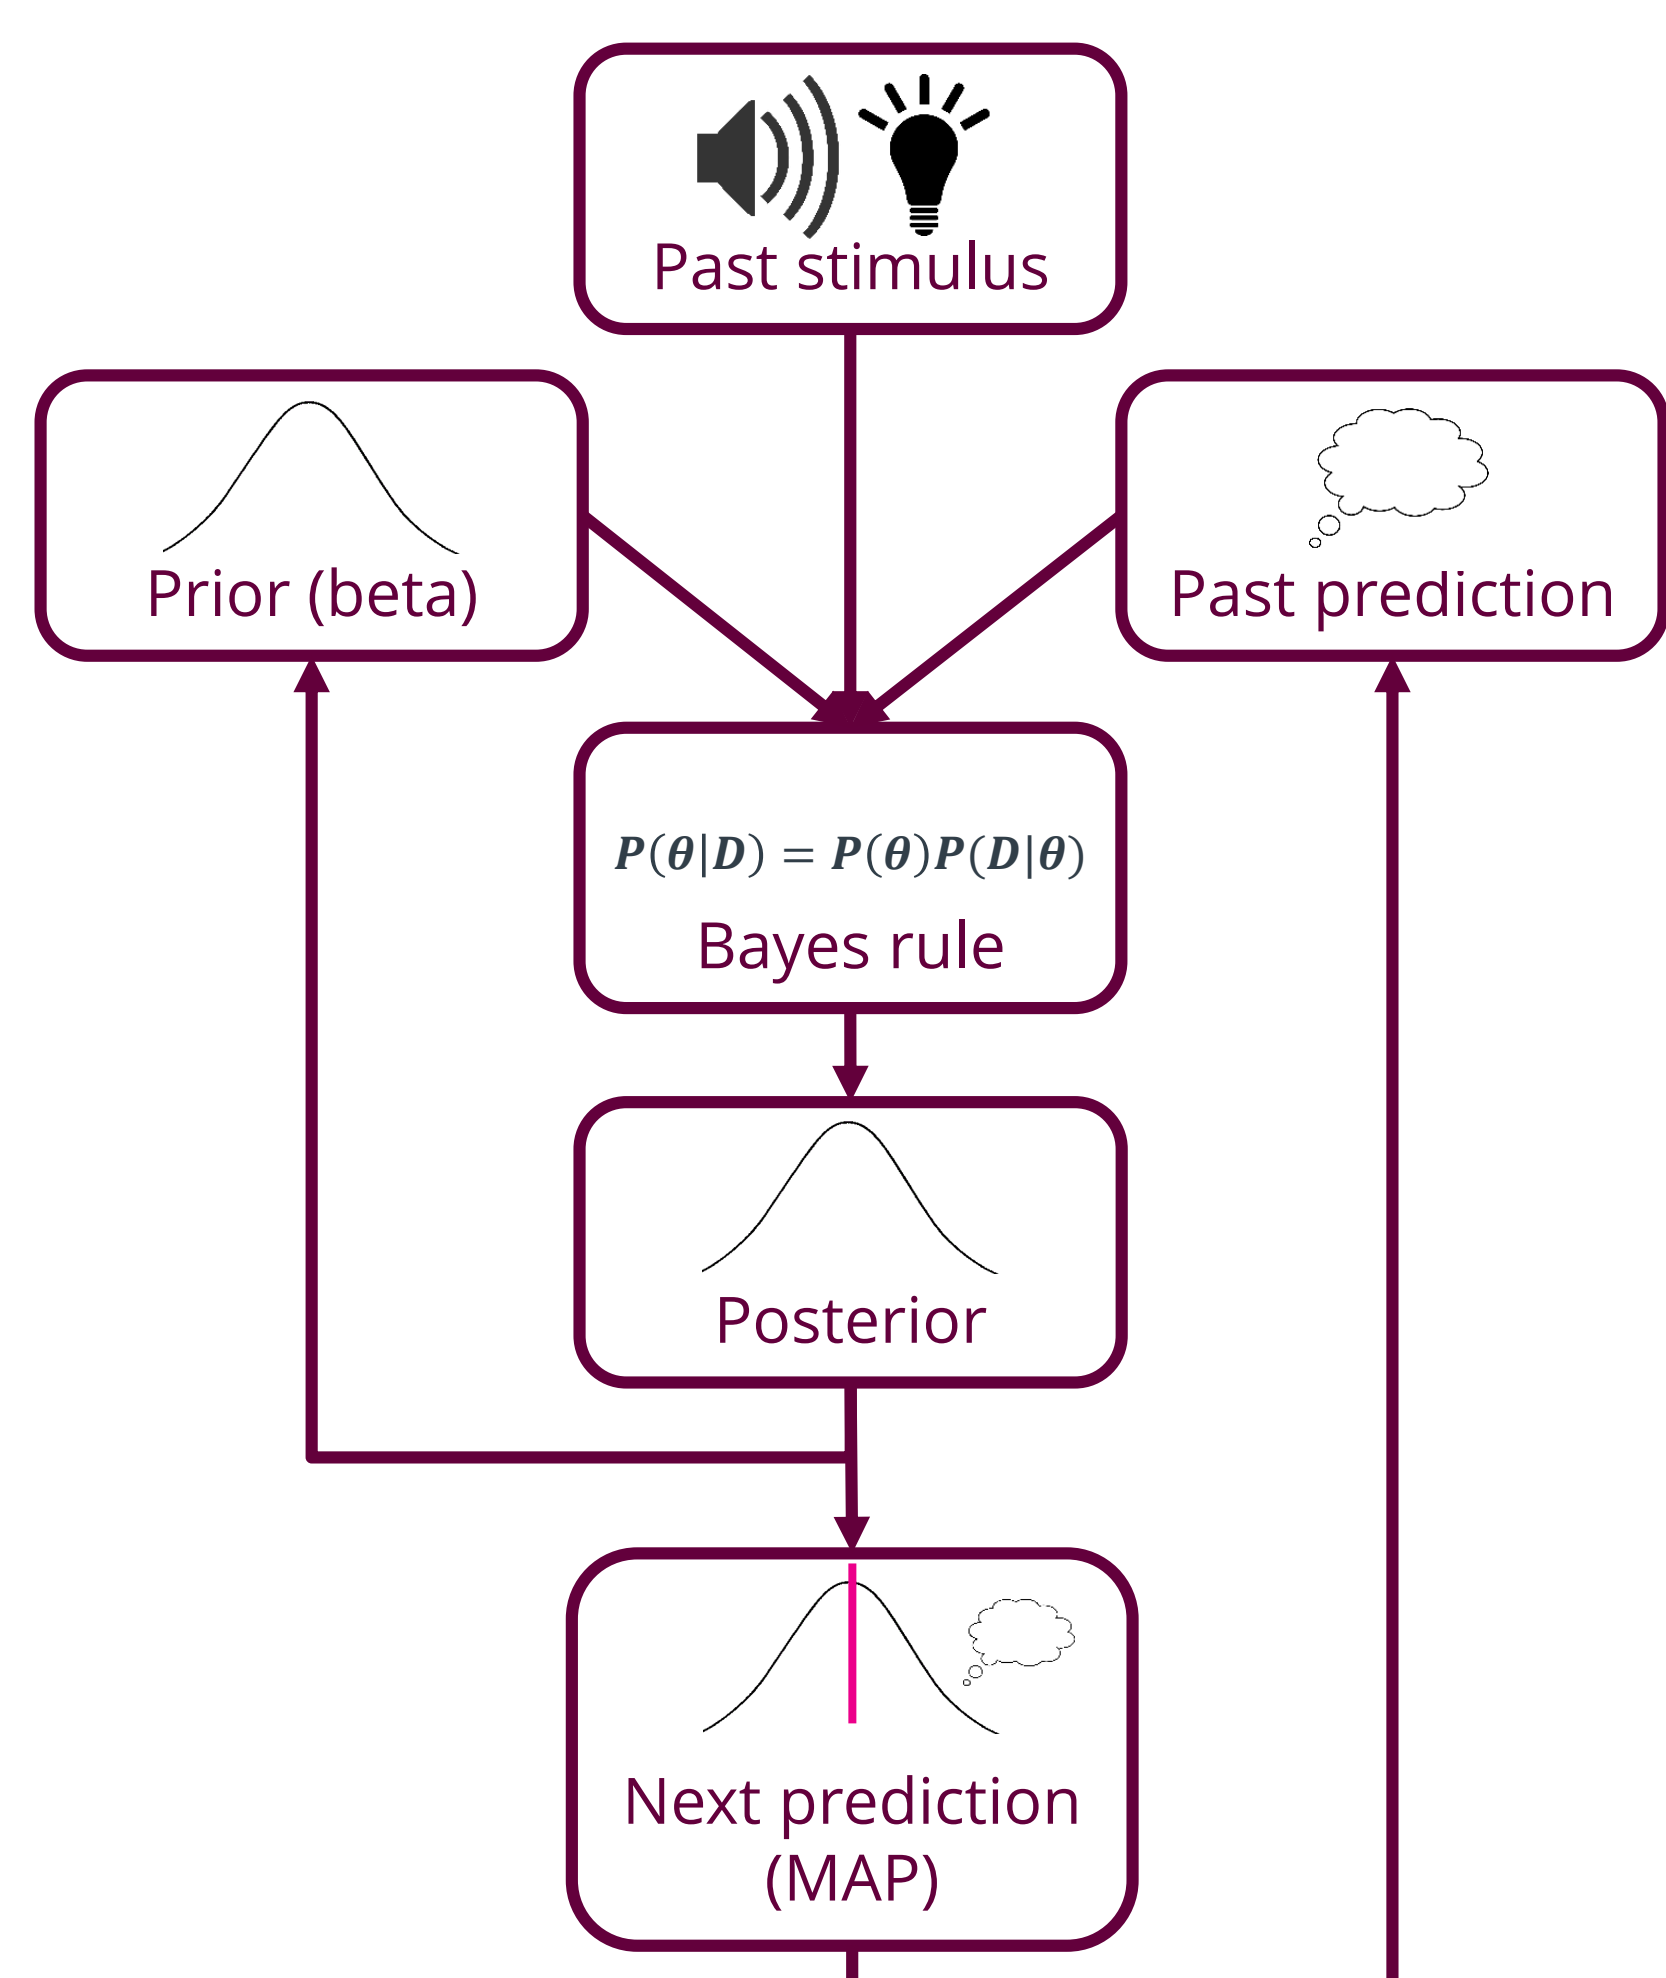 Past stimulus
Prior (beta)
Past prediction
P(θ|D) = P(θ)P(D|θ)
Bayes rule
Posterior
Next prediction
(MAP)